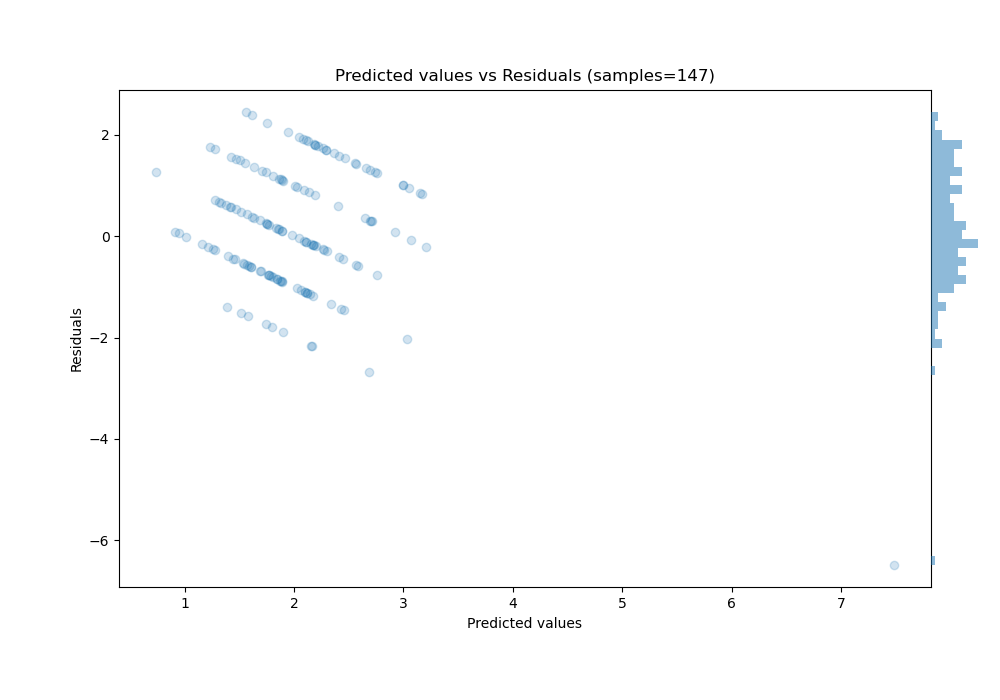 Predicted values vs Residuals (samples=147)
Residuals
2
0
−2
−4
−6
1 2 3 4 5 6 7
Predicted values